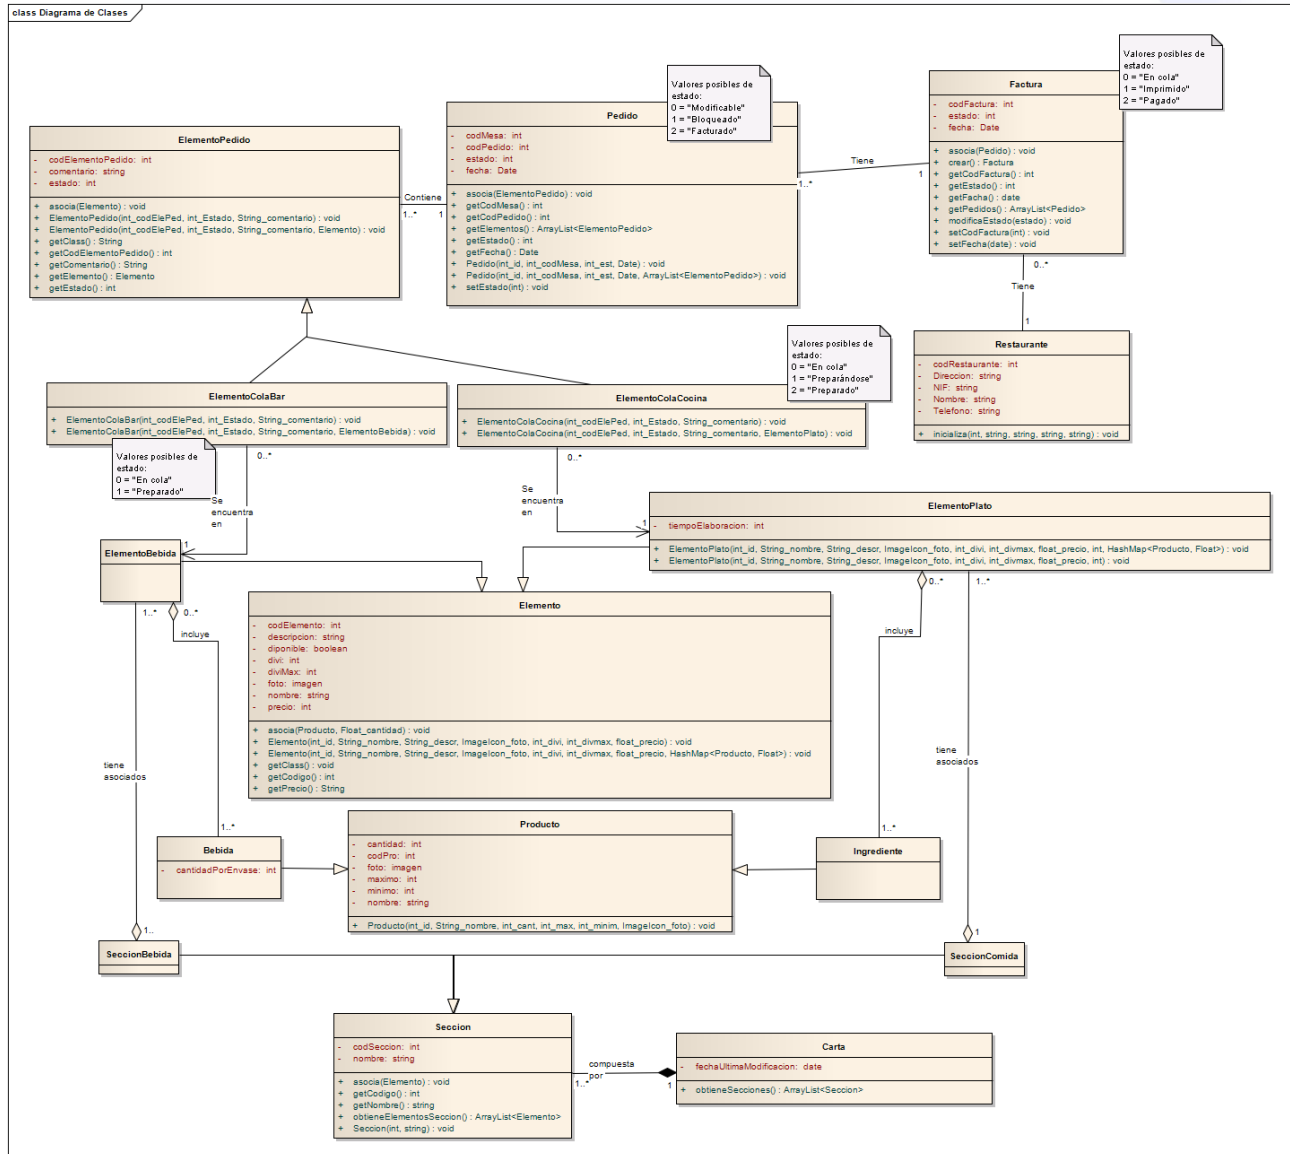 class Diagrama de Clases
Valores posibles de
estado:
0 = "En cola"
1 = "Imprimido"
2 = "Pagado"
Valores posibles de
estado:
0 = "Modificable"
1 = "Bloqueado"
2 = "Facturado"
Factura
- codFactura: int
- estado: int
- fecha: Date
+ asocia(Pedido) : void
+ crear() : Factura
+ getCodFactura() : int
+ getEstado() : int
+ getFacha() : date
+ getPedidos() : ArrayList<Pedido>
+ modificaEstado(estado) : void
+ setCodFactura(int) : void
+ setFecha(date) : void
Pedido
- codMesa: int
- codPedido: int
- estado: int
- fecha: Date
+ asocia(ElementoPedido) : void
+ getCodMesa() : int
+ getCodPedido() : int
+ getElementos() : ArrayList<ElementoPedido>
+ getEstado() : int
+ getFecha() : Date
+ Pedido(int_id, int_codMesa, int_est, Date) : void
+ Pedido(int_id, int_codMesa, int_est, Date, ArrayList<ElementoPedido>) : void
+ setEstado(int) : void
ElementoPedido
- codElementoPedido: int
- comentario: string
- estado: int
+ asocia(Elemento) : void
+ ElementoPedido(int_codElePed, int_Estado, String_comentario) : void
+ ElementoPedido(int_codElePed, int_Estado, String_comentario, Elemento) : void
+ getClass() : String
+ getCodElementoPedido() : int
+ getComentario() : String
+ getElemento() : Elemento
+ getEstado() : int
Contiene
1..*
1
Tiene
1..*
1
0..*
Tiene
1
Restaurante
- codRestaurante: int
- Direccion: string
- NIF: string
- Nombre: string
- Telefono: string
+ inicializa(int, string, string, string, string) : void
Valores posibles de
estado:
0 = "En cola"
1 = "Preparándose"
2 = "Preparado"
ElementoColaBar
+ ElementoColaBar(int_codElePed, int_Estado, String_comentario) : void
+ ElementoColaBar(int_codElePed, int_Estado, String_comentario, ElementoBebida) : void
ElementoColaCocina
+ ElementoColaCocina(int_codElePed, int_Estado, String_comentario) : void
+ ElementoColaCocina(int_codElePed, int_Estado, String_comentario, ElementoPlato) : void
Valores posibles de
estado:
0 = "En cola"
1 = "Preparado"
0..*
Se
encuentra
en
1
0..*
Se
encuentra
en
1
ElementoPlato
- tiempoElaboracion: int
+ ElementoPlato(int_id, String_nombre, String_descr, ImageIcon_foto, int_divi, int_divmax, float_precio, int, HashMap<Producto, Float>) : void
+ ElementoPlato(int_id, String_nombre, String_descr, ImageIcon_foto, int_divi, int_divmax, float_precio, int) : void
ElementoBebida
1..*
0..*
incluye
0..*
1..*
incluye
Elemento
- codElemento: int
- descripcion: string
- diponible: boolean
- divi: int
- diviMax: int
- foto: imagen
- nombre: string
- precio: int
+ asocia(Producto, Float_cantidad) : void
+ Elemento(int_id, String_nombre, String_descr, ImageIcon_foto, int_divi, int_divmax, float_precio) : void
+ Elemento(int_id, String_nombre, String_descr, ImageIcon_foto, int_divi, int_divmax, float_precio, HashMap<Producto, Float>) : void
+ getClass() : void
+ getCodigo() : int
+ getPrecio() : String
tiene
asociados
tiene
asociados
1..*
1..*
Bebida
- cantidadPorEnvase: int
Producto
- cantidad: int
- codPro: int
- foto: imagen
- maximo: int
- minimo: int
- nombre: string
+ Producto(int_id, String_nombre, int_cant, int_max, int_minim, ImageIcon_foto) : void
Ingrediente
1..
1
SeccionBebida
SeccionComida
Seccion
- codSeccion: int
- nombre: string
+ asocia(Elemento) : void
+ getCodigo() : int
+ getNombre() : string
+ obtieneElementosSeccion() : ArrayList<Elemento>
+ Seccion(int, string) : void
compuesta
por
1..*
1
Carta
- fechaUltimaModificacion: date
+ obtieneSecciones() : ArrayList<Seccion>